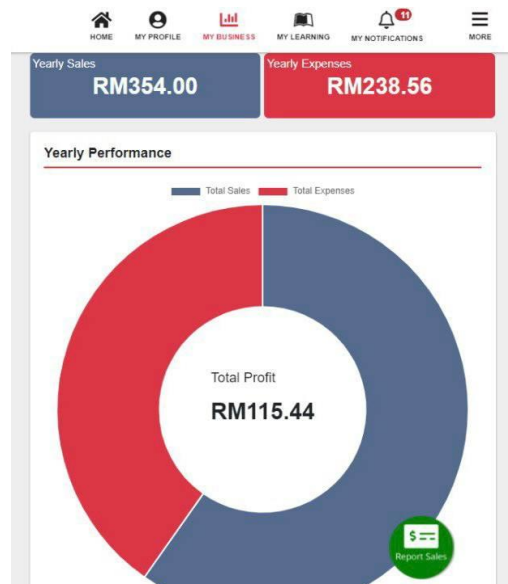 11
HOME MY PROFILE MY BUSINESS MY LEARNING MY NOTIFICATIONS MORE
Yearly Sales
RM354.00
Yearly Expenses
RM238.56
Yearly Performance
Total Sales Total Expenses
Total Profit
RM115.44
$
Report Sales